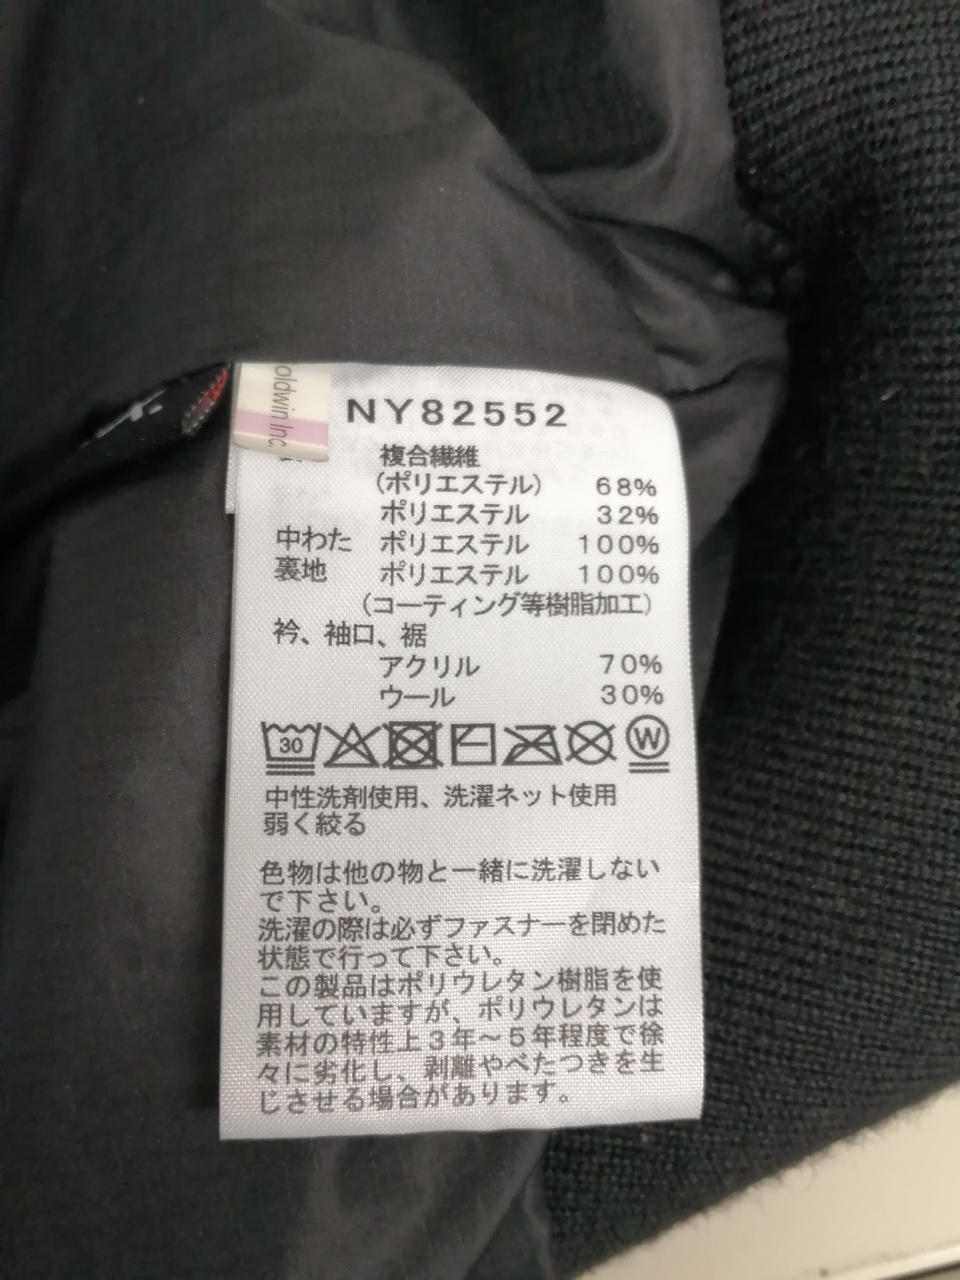 oldwin Inc.
NY82552
複合繊維
(ポリエステル) 68%
ポリエステル 32%
中わた ポリエステル 100%
裏地 ポリエステル 100%
(コーティング等樹脂加工)
衿、袖口、裾
アクリル 70%
ウール 30%
30 W
中性洗剤使用、洗濯ネット使用
弱く絞る
色物は他の物と一緒に洗濯しない
で下さい。
洗濯の際は必ずファスナーを閉めた
状態で行って下さい。
この製品はポリウレタン樹脂を使
用していますが、ポリウレタンは
素材の特性上3年～5年程度で徐
々に劣化し、剥離やべたつきを生
じさせる場合があります。